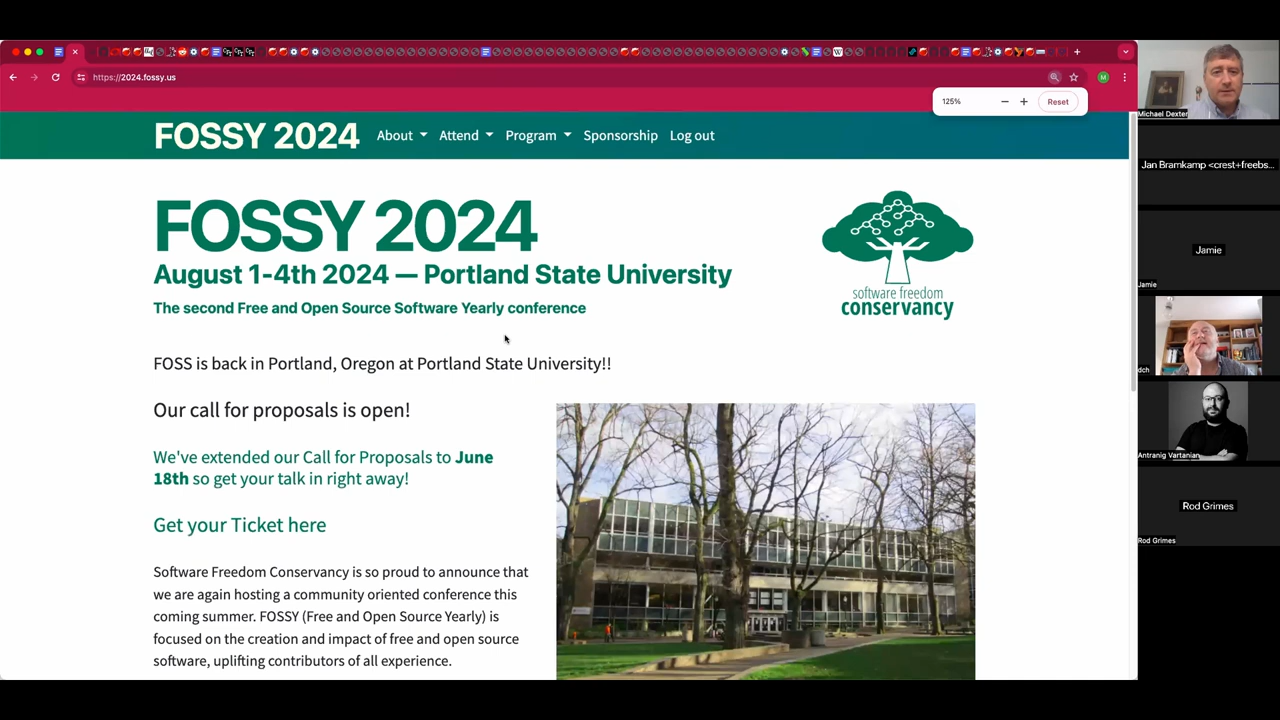 https://2024.fossy.us
125%
Reset
FOSSY 2024
About
Attend
Program
Sponsorship
Log out
FOSSY 2024
August 1-4th 2024 — Portland State University
The second Free and Open Source Software Yearly conference
software freedom
conservancy
FOSS is back in Portland, Oregon at Portland State University!!
Our call for proposals is open!
We've extended our Call for Proposals to June
18th so get your talk in right away!
Get your Ticket here
Software Freedom Conservancy is so proud to announce that
we are again hosting a community oriented conference this
coming summer. FOSSY (Free and Open Source Yearly) is
focused on the creation and impact of free and open source
software, uplifting contributors of all experience.
Michael Dexter
Jan Bramkamp <crest+freebs...
Jamie
Jamie
dch
Antranig Vartanian
Rod Grimes
Rod Grimes